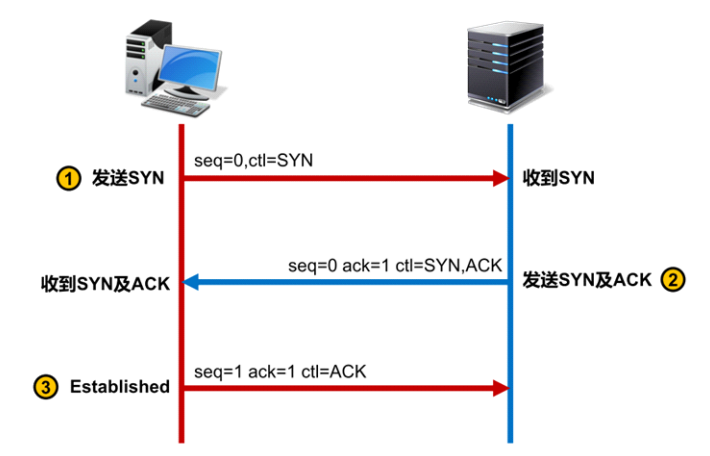 seq=0,ctl=SYN
1 发送SYN
收到SYN
seq=0 ack=1 ctl=SYN,ACK
收到SYN及ACK
发送SYN及ACK 2
seq=1 ack=1 ctl=ACK
3 Established